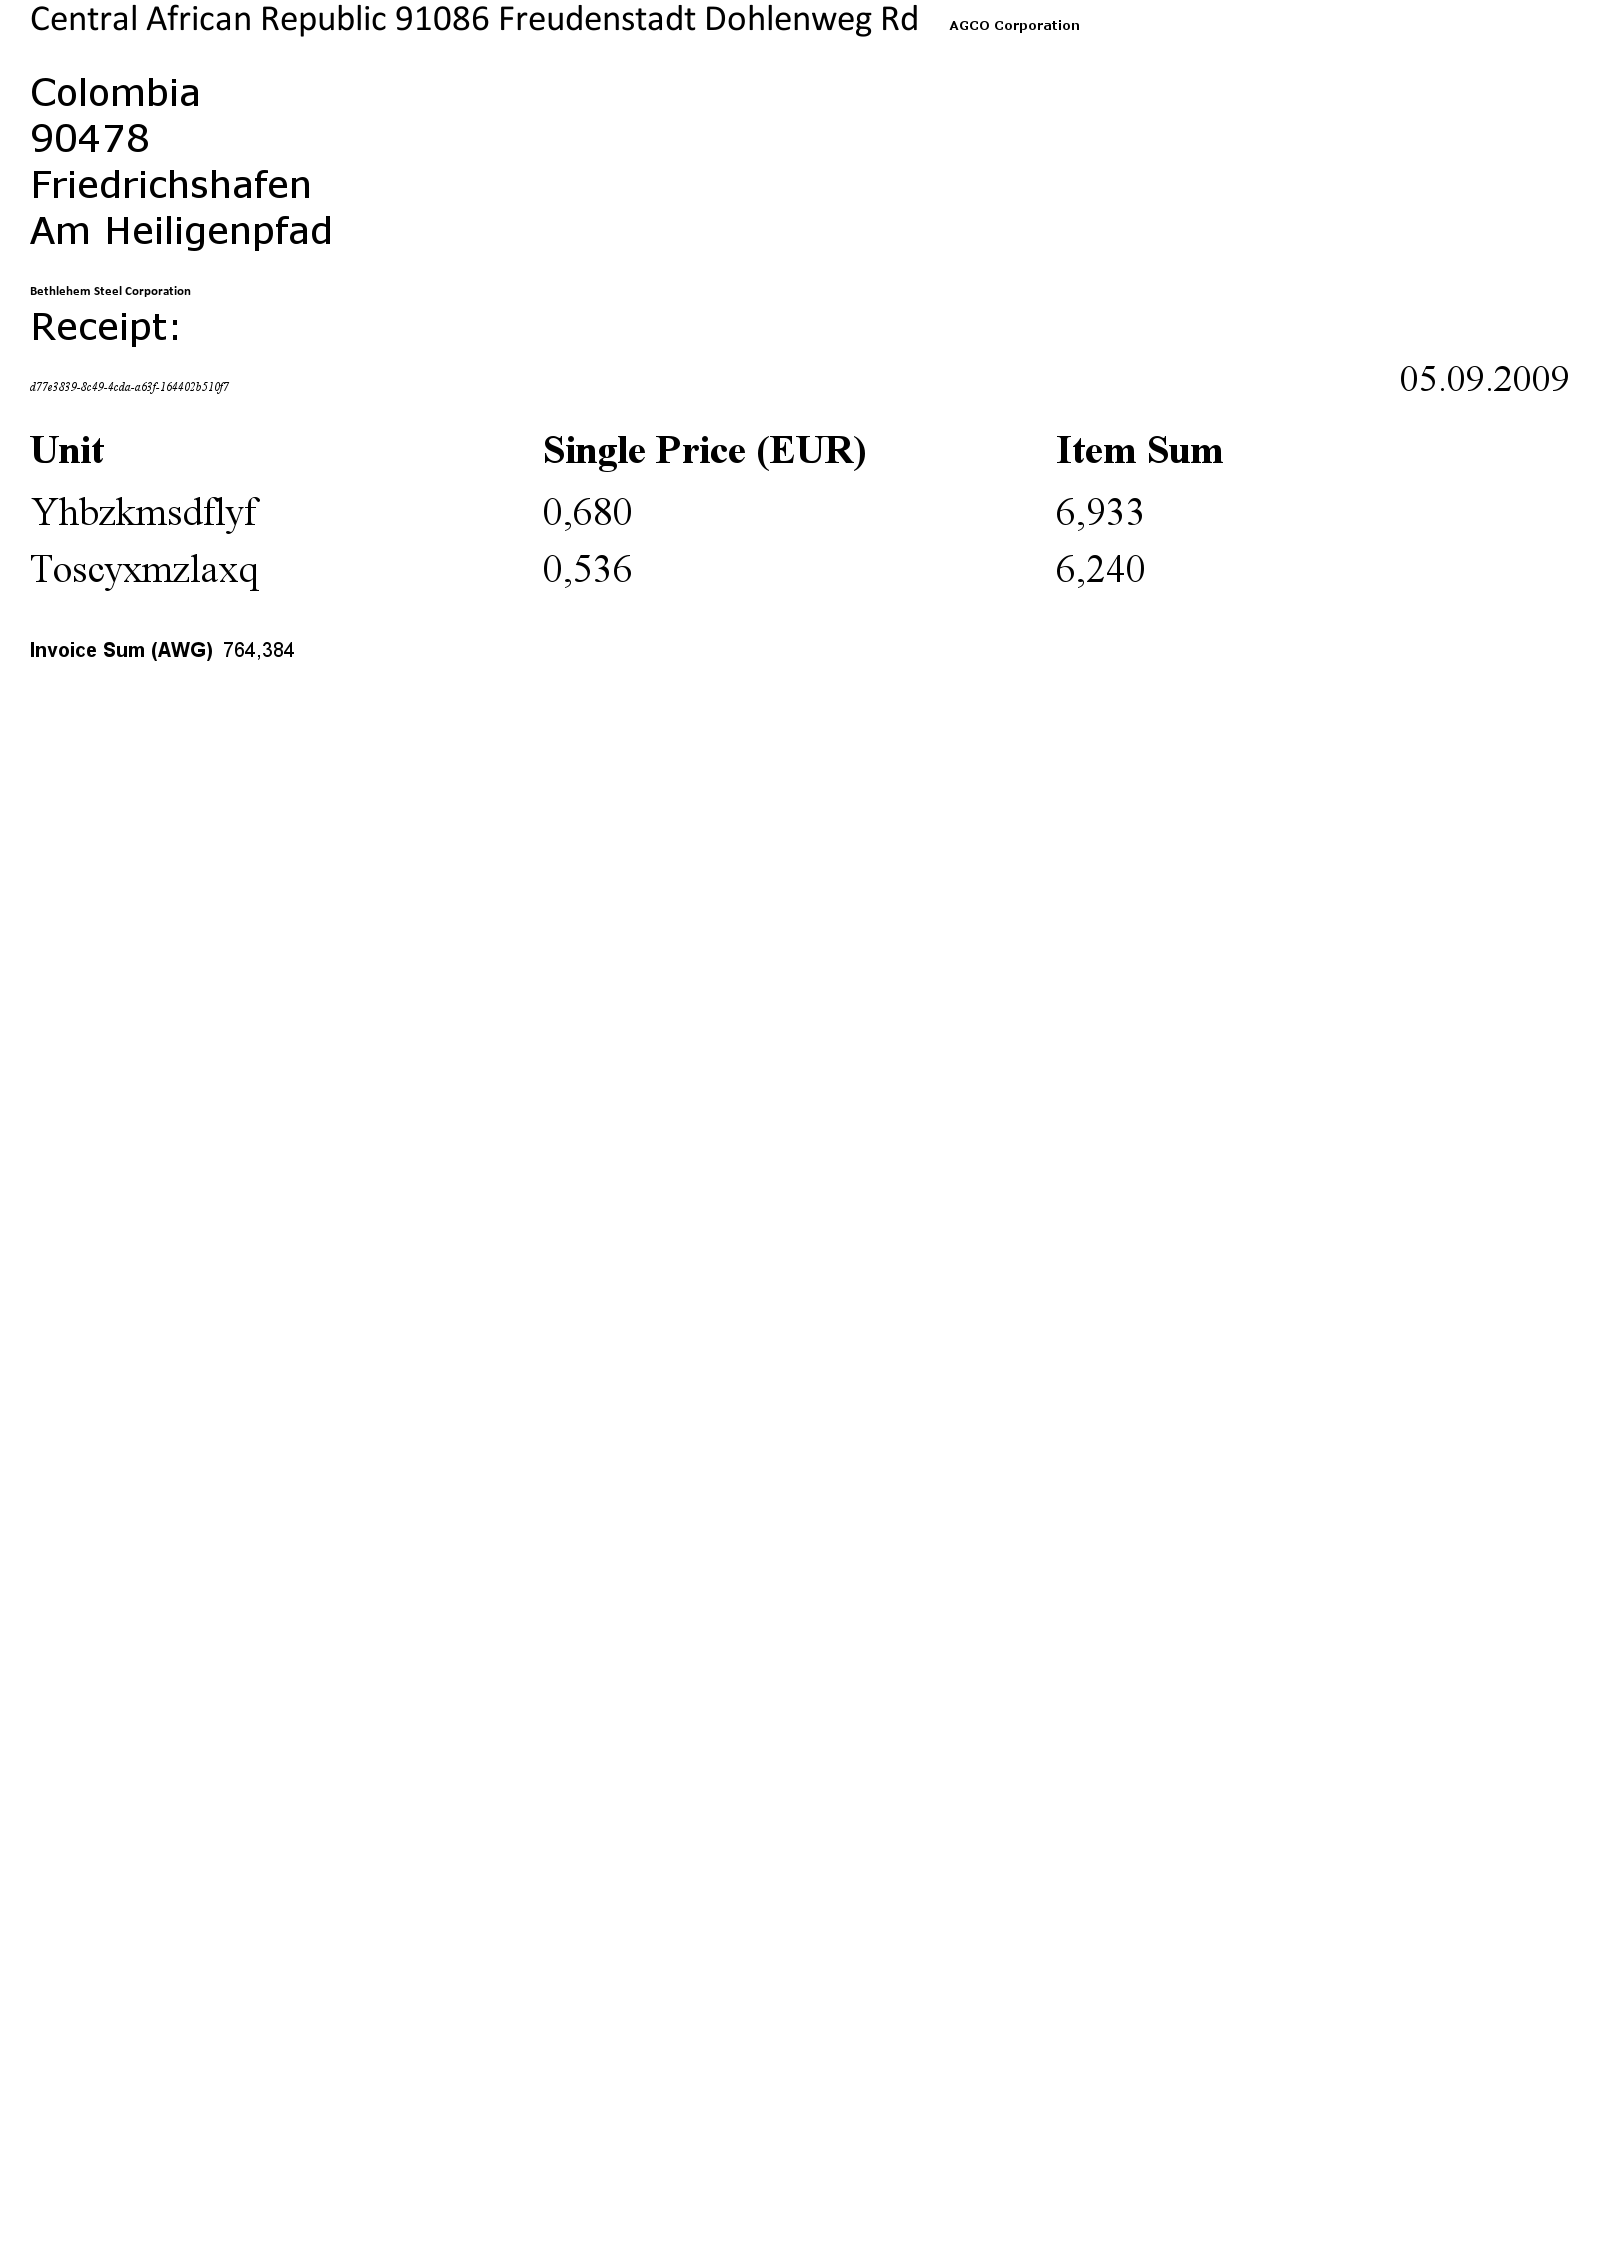 Central African Republic 91086 Freudenstadt Dohlenweg Rd AGCO Corporation
Colombia
90478
Friedrichshafen
Am Heiligenpfad
Bethlehem Steel Corporation
Receipt:
d77e3839-8c49-4cda-a63f-164402b510f7 05.09.2009
Unit Single Price (EUR) Item Sum
Yhbzkmsdflyf 0,680 6,933
Toscyxmzlaxq 0,536 6,240
Invoice Sum (AWG) 764,384